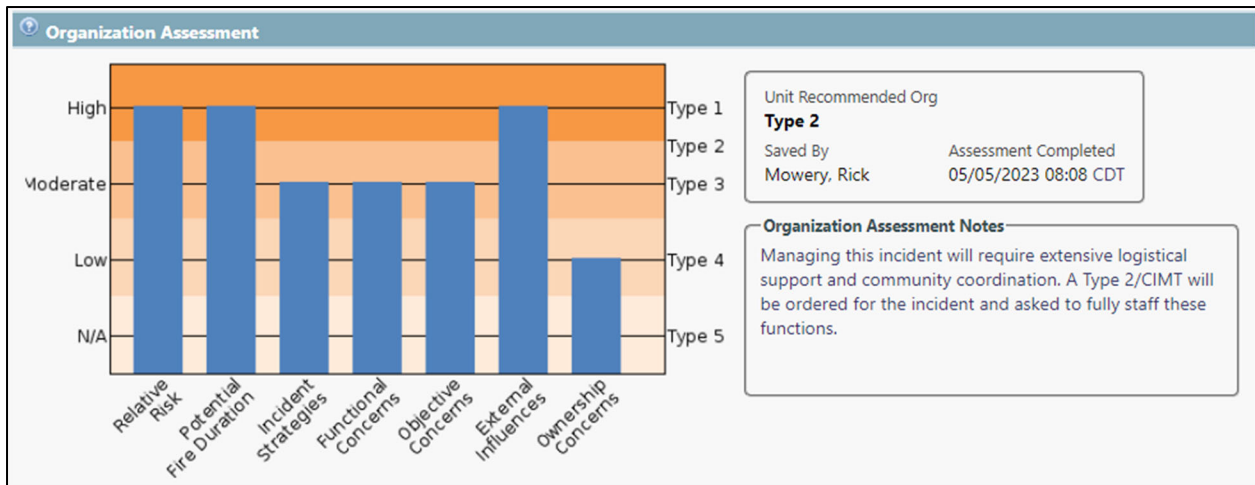 Organization Assessment
High
Moderate
Low
N/A
Type 1
Type 2
Type 3
Type 4
Type 5
Relative
Risk
Potential
Fire Duration
Incident
Strategies
Functional
Concerns
Objective
Concerns
External
Influences
Ownership
Concerns
Unit Recommended Org
Type 2
Saved By
Assessment Completed
Mowery, Rick
05/05/2023 08:08 CDT
Organization Assessment Notes
Managing this incident will require extensive logistical
support and community coordination. A Type 2/CIMT will
be ordered for the incident and asked to fully staff these
functions.